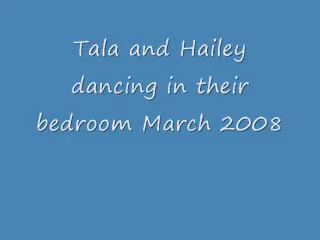 Tala and Hailey
dancing in their
bedroom March 2008